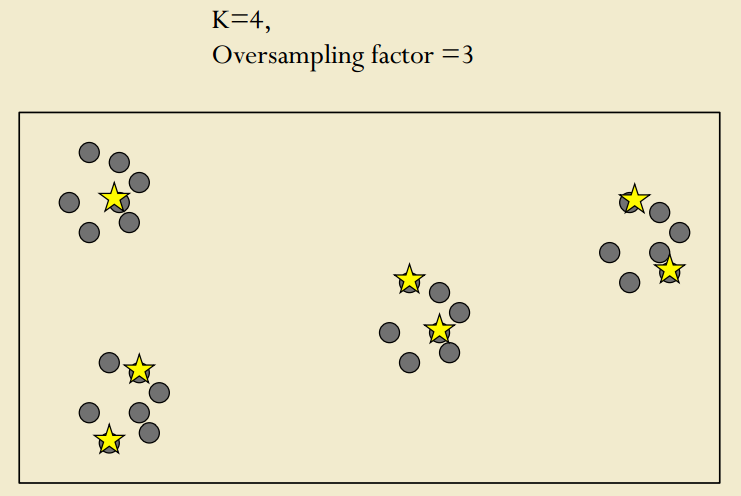 K=4,
Oversampling factor =3